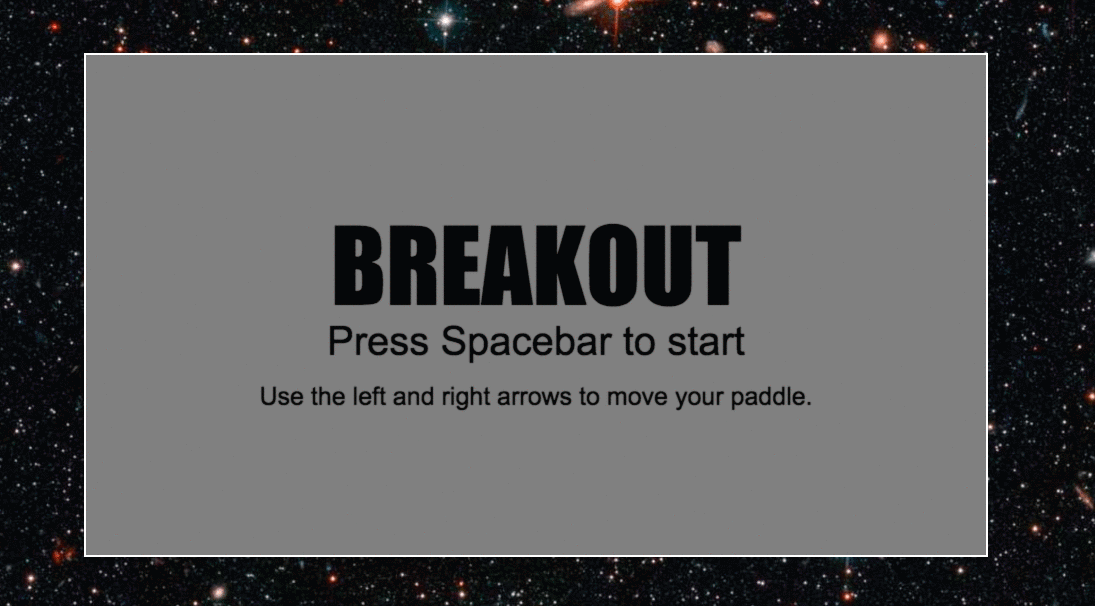 BREAKOUT
Press Spacebar to start
Use the left and right arrows to move your paddle.